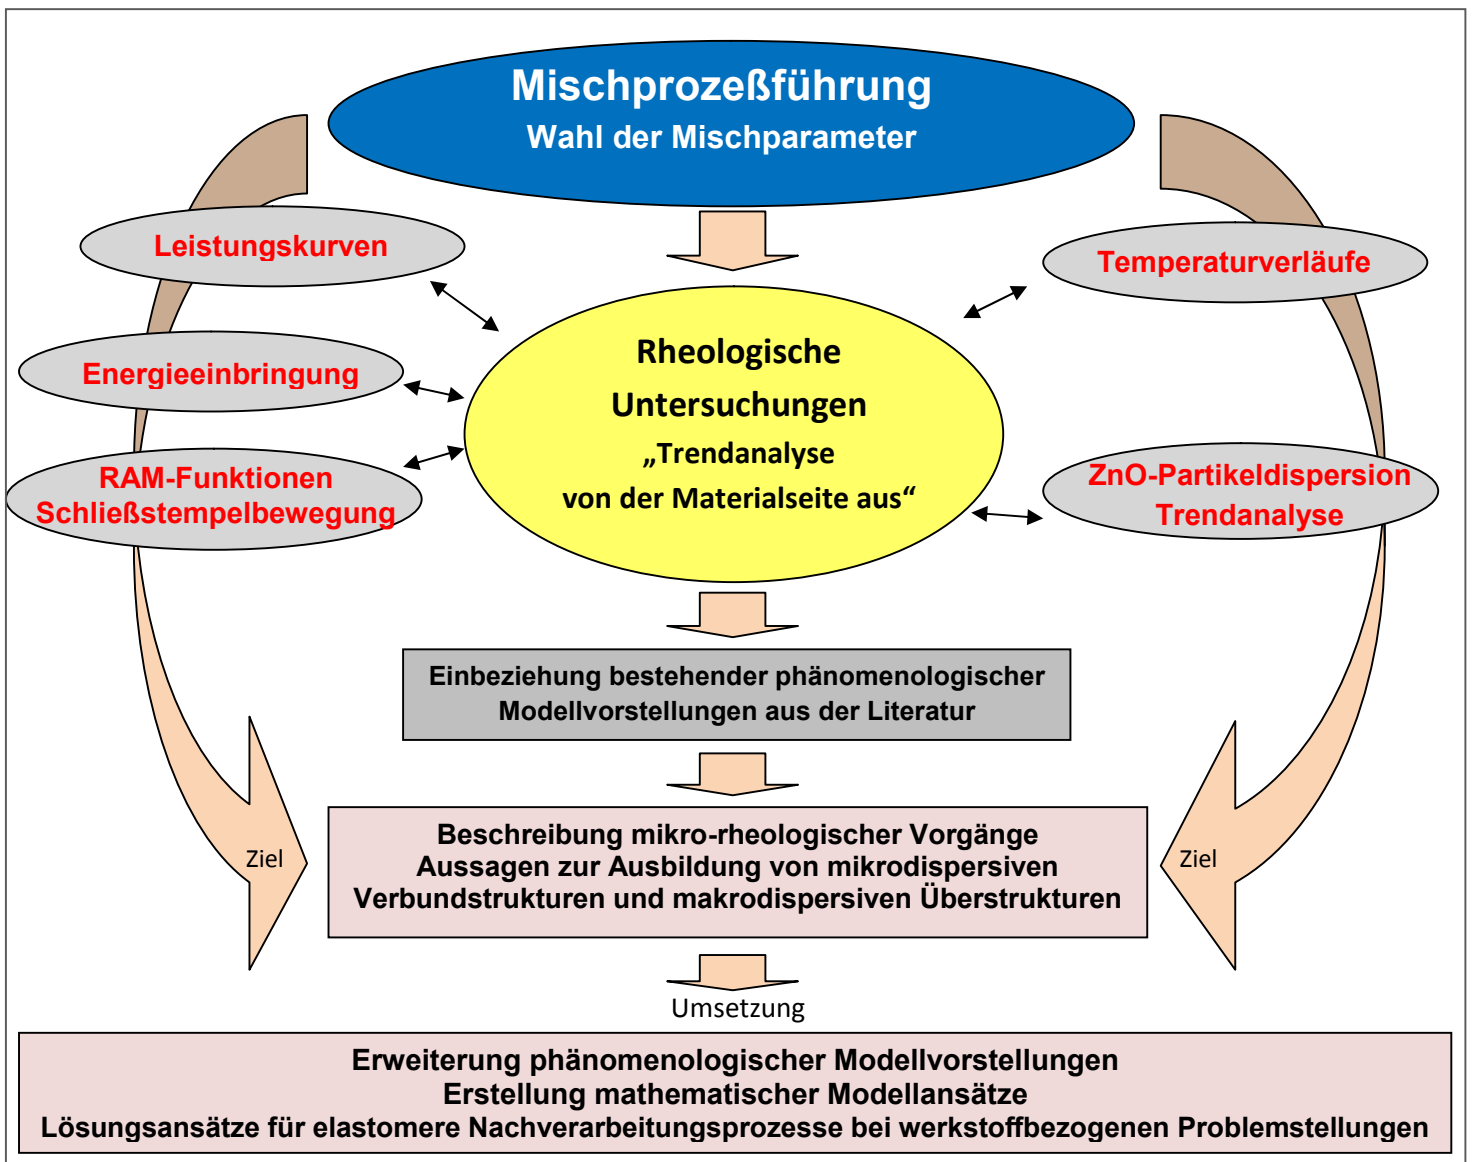 Mischprozeßführung
Wahl der Mischparameter
Leistungskurven
Temperaturverläufe
Energieeinbringung
Rheologische
Untersuchungen
„Trendanalyse
von der Materialseite aus“
RAM-Funktionen
Schließstempelbewegung
ZnO-Partikeldispersion
Trendanalyse
Einbeziehung bestehender phänomenologischer
Modellvorstellungen aus der Literatur
Ziel
Beschreibung mikro-rheologischer Vorgänge
Aussagen zur Ausbildung von mikrodispersiven
Verbundstrukturen und makrodispersiven Überstrukturen
Ziel
Umsetzung
Erweiterung phänomenologischer Modellvorstellungen
Erstellung mathematischer Modellansätze
Lösungsansätze für elastomere Nachverarbeitungsprozesse bei werkstoffbezogenen Problemstellungen